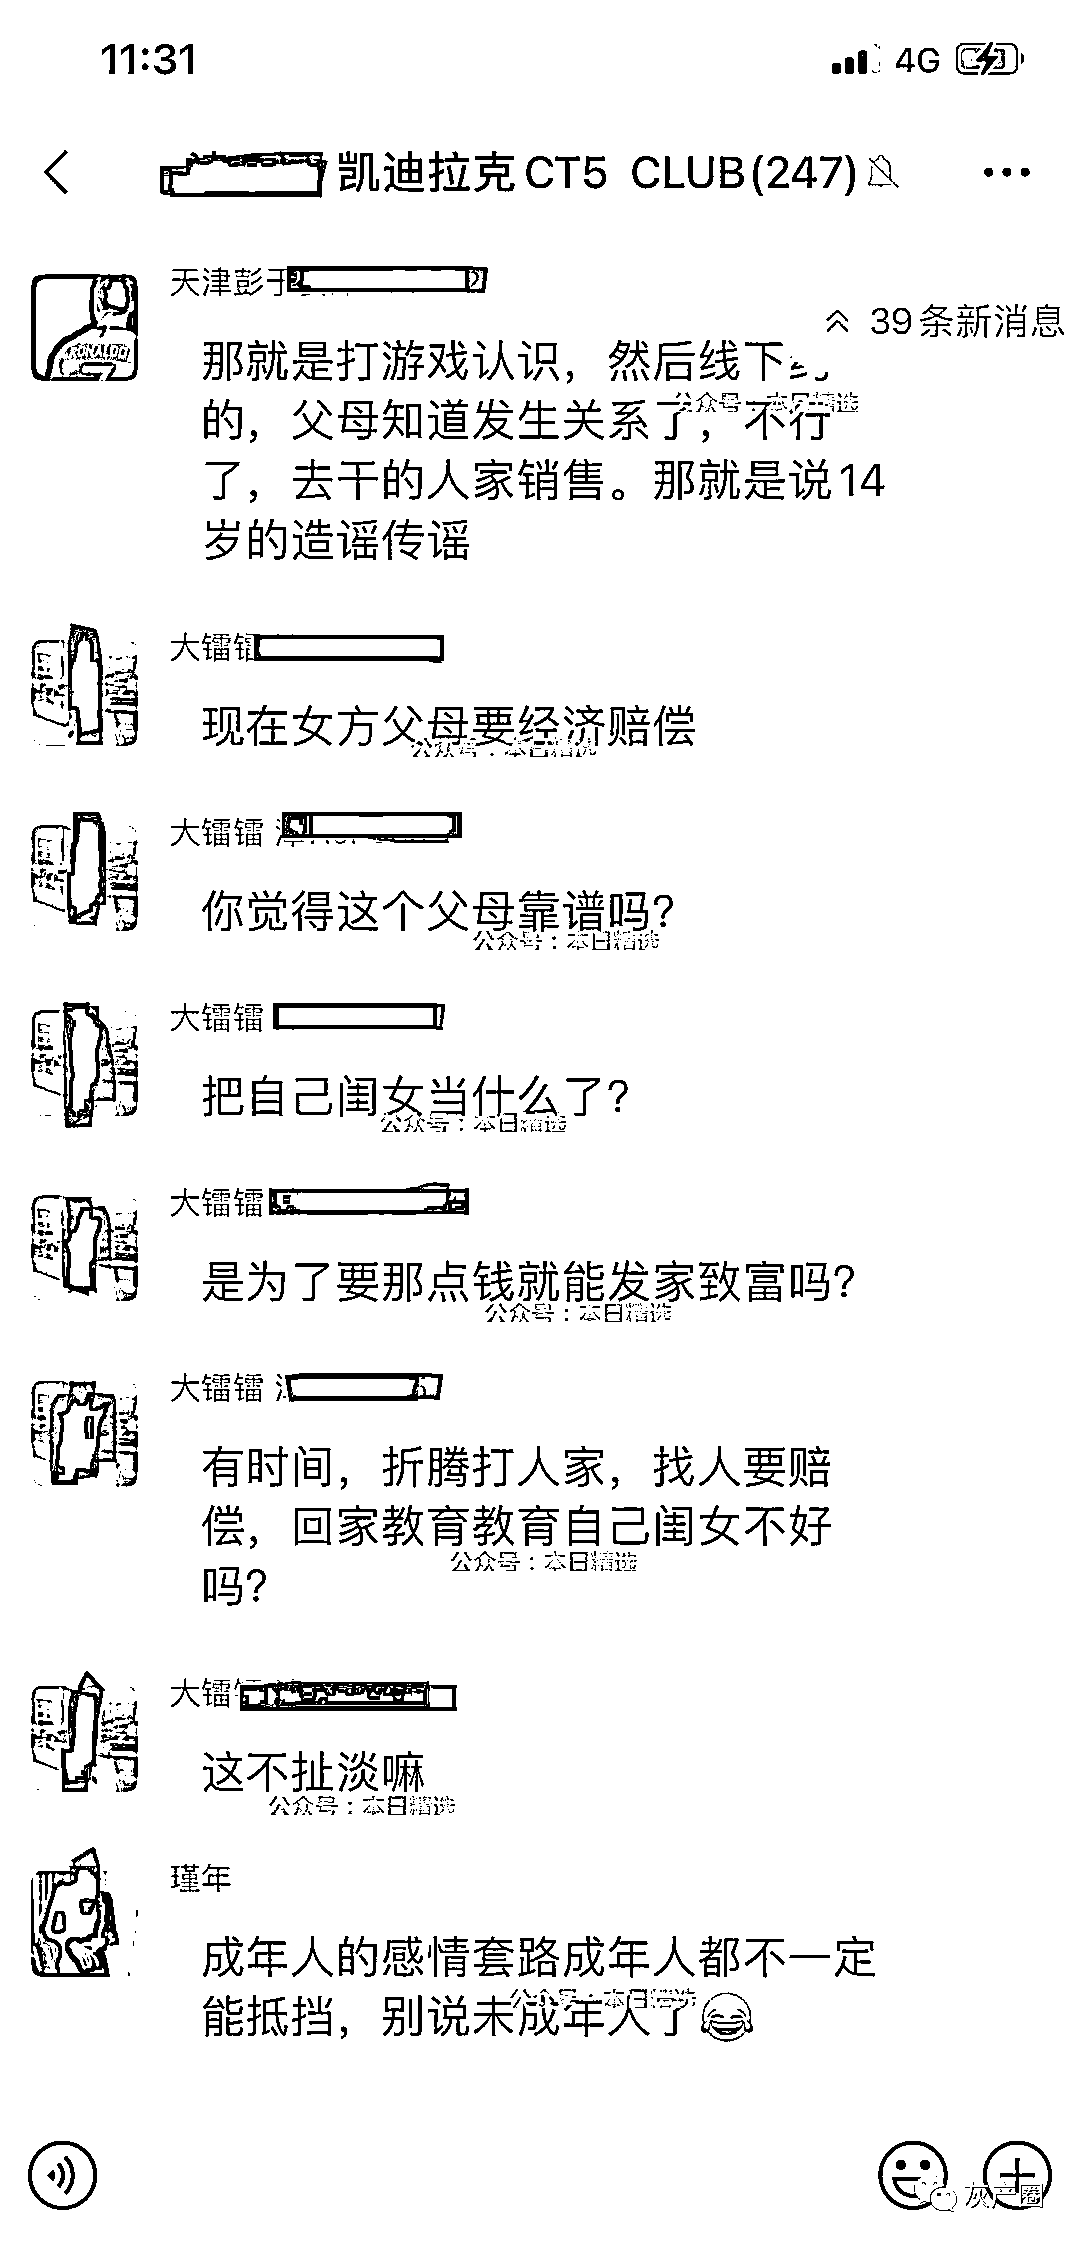 11:31
4G
凯迪拉克CT5 CLUB(247)
天津彭于
39条新消息
那就是打游戏认识，然后线下
公众号：本日精选
的，父母知道发生关系了，不行
了，去干的人家销售。那就是说14
岁的造谣传谣
大镭镭
现在女方父母要经济赔偿
公众号：本日精选
大镭镭
你觉得这个父母靠谱吗？
公众号：本日精选
大镭镭
把自己闺女当什么了？
公众号：本日精选
大镭镭
是为了要那点钱就能发家致富吗？
公众号：本日精选
大镭镭
有时间，折腾打人家，找人要赔
偿，回家教育教育自己闺女不好
公众号：本日精选
吗？
大镭
这不扯淡嘛
公众号：本日精选
瑾年
成年人的感情套路成年人都不一定
公众号：本日精选
能抵挡，别说未成年人了😂
灰产圈